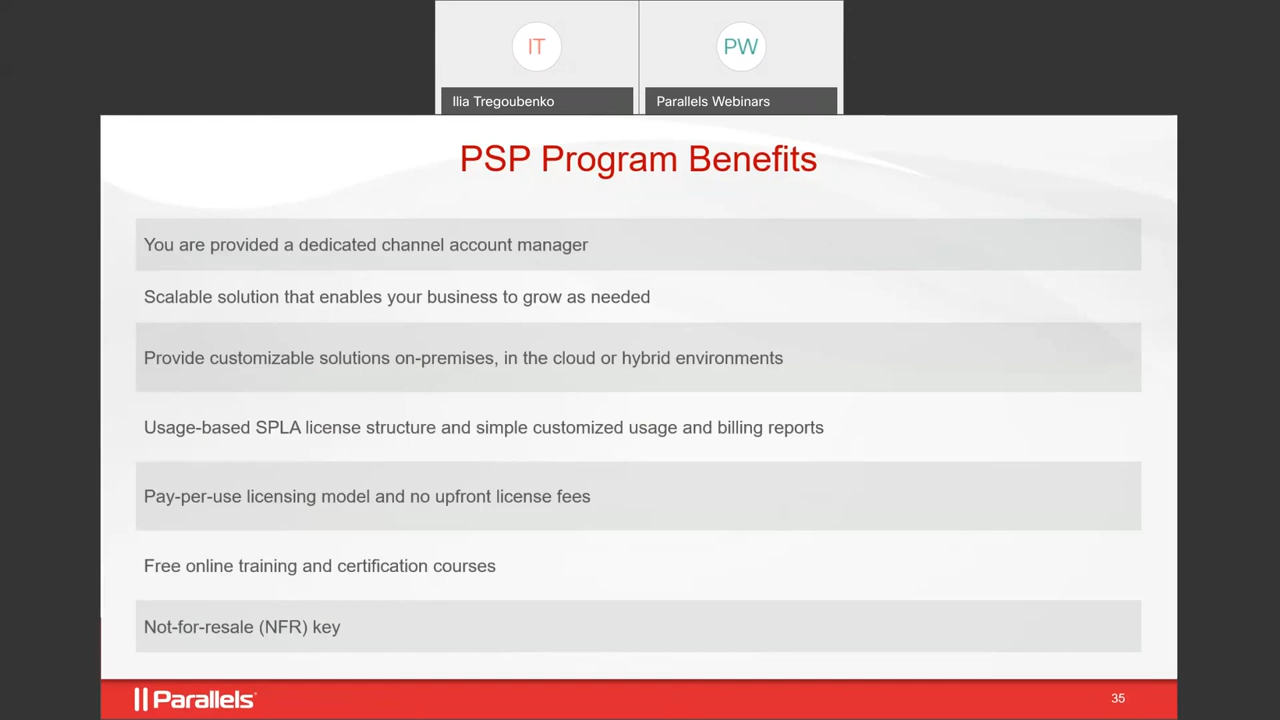 IT
PW
Ilia Tregoubenko
Parallels Webinars
PSP Program Benefits
You are provided a dedicated channel account manager
Scalable solution that enables your business to grow as needed
Provide customizable solutions on-premises, in the cloud or hybrid environments
Usage-based SPLA license structure and simple customized usage and billing reports
Pay-per-use licensing model and no upfront license fees
Free online training and certification courses
Not-for-resale (NFR) key
Parallels®
35